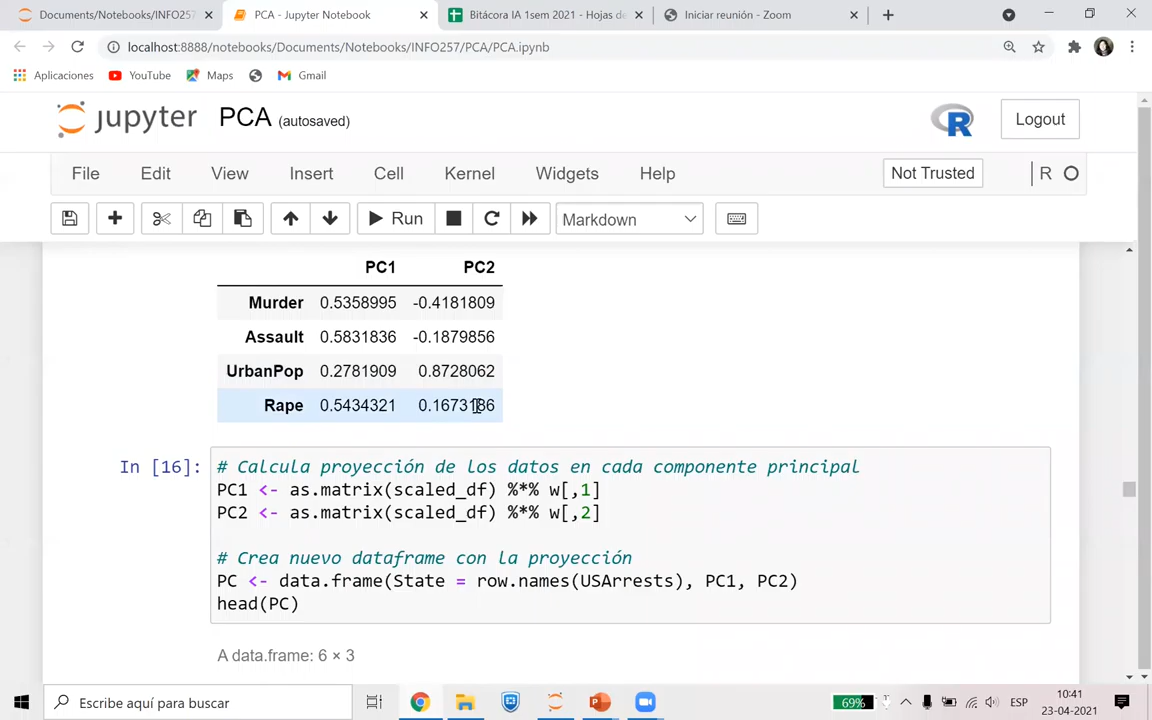 Documents/Notebooks/INFO257
PCA - Jupyter Notebook
Bitácora IA 1sem 2021 - Hojas de
Iniciar reunión - Zoom
localhost:8888/notebooks/Documents/Notebooks/INFO257/PCA/PCA.ipynb
Aplicaciones
YouTube
Maps
Gmail
jupyter
PCA (autosaved)
R
Logout
File
Edit
View
Insert
Cell
Kernel
Widgets
Help
Not Trusted
R
Run
Markdown
PC1 PC2
Murder 0.5358995 -0.4181809
Assault 0.5831836 -0.1879856
UrbanPop 0.2781909 0.8728062
Rape 0.5434321 0.1673186
In [16]:
# Calcula proyección de los datos en cada componente principal
PC1 <- as.matrix(scaled_df) %*% w[,1]
PC2 <- as.matrix(scaled_df) %*% w[,2]
# Crea nuevo dataframe con la proyección
PC <- data.frame(State = row.names(USArrests), PC1, PC2)
head(PC)
A data.frame: 6 × 3
Escribe aquí para buscar
69%
ESP
10:41
23-04-2021